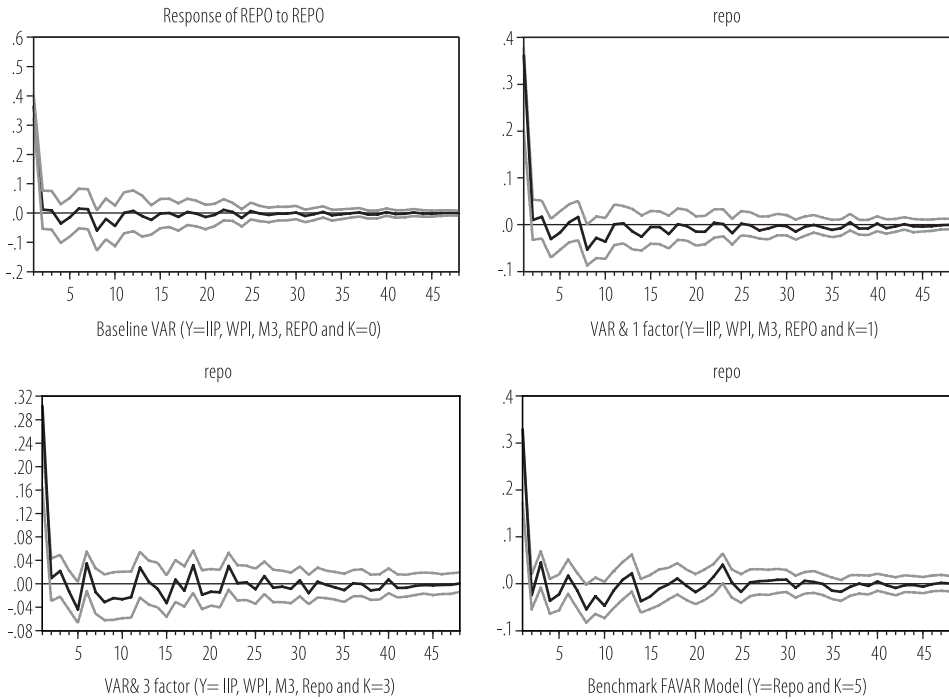 Response of REPO to REPO
.6
.5
.4
.3
.2
.1
.0
-.1
-.2
5 10 15 20 25 30 35 40 45
Baseline VAR (Y=IIP, WPI, M3, REPO and K=0)
repo
.4
.3
.2
.1
.0
-.1
5 10 15 20 25 30 35 40 45
VAR & 1 factor(Y=IIP, WPI, M3, REPO and K=1)
repo
.32
.28
.24
.20
.16
.12
.08
.04
.00
-.04
-.08
5 10 15 20 25 30 35 40 45
VAR& 3 factor (Y= IIP, WPI, M3, Repo and K=3)
repo
.4
.3
.2
.1
.0
-.1
5 10 15 20 25 30 35 40 45
Benchmark FAVAR Model (Y=Repo and K=5)